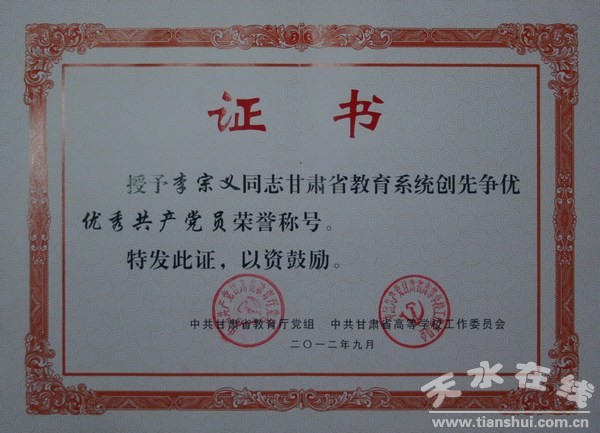 证 书
授予李宗义同志甘肃省教育系统创先争优
优秀共产党员荣誉称号。
特发此证，以资鼓励。
中共甘肃省教育厅党组 中共甘肃省高等学校工作委员会
二〇一二年九月
天水在线
www.tianshui.com.cn